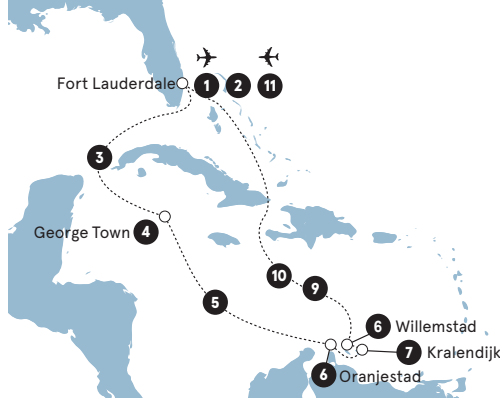 Fort Lauderdale 1 2 11
3
George Town 4
5
10 9
6 Willemstad
7 Kralendijk
6 Oranjestad